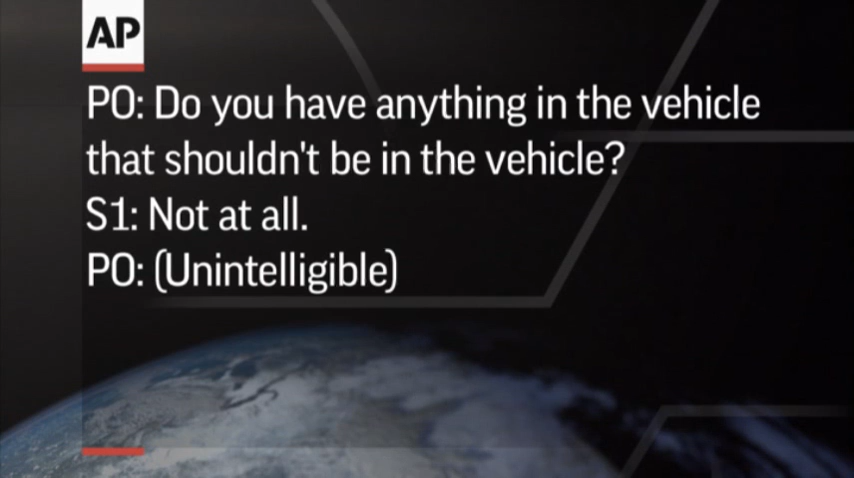 AP
PO: Do you have anything in the vehicle
that shouldn't be in the vehicle?
S1: Not at all.
PO: (Unintelligible)